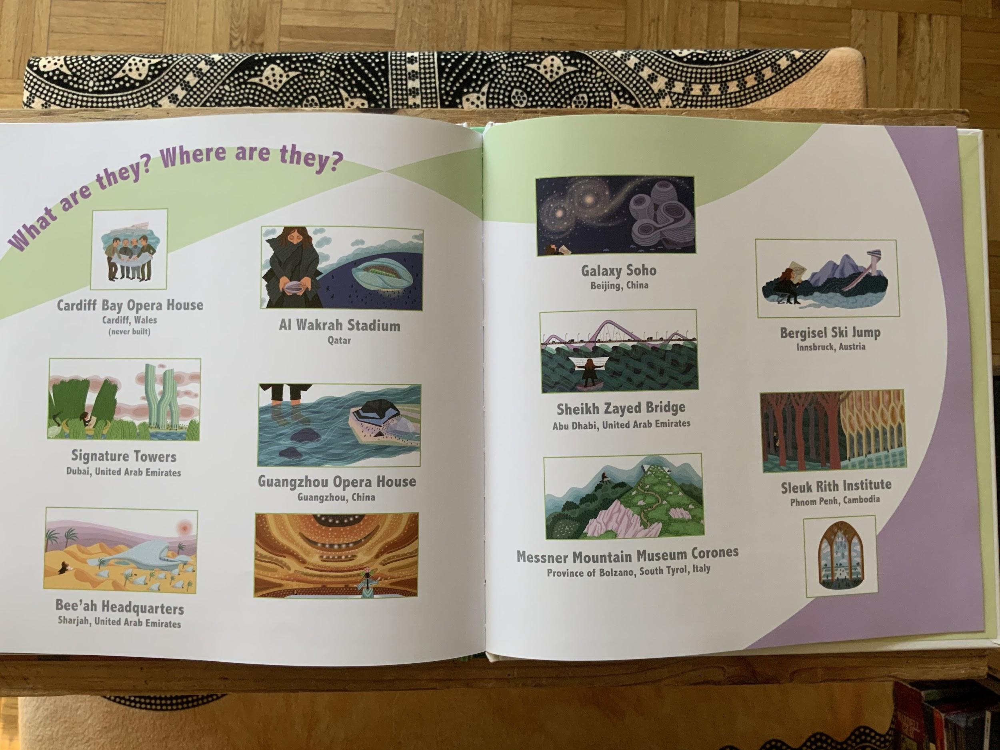 What are they? Where are they?
Cardiff Bay Opera House
Cardiff, Wales
(never built)
Signature Towers
Dubai, United Arab Emirates
Bee'ah Headquarters
Sharjah, United Arab Emirates
Al Wakrah Stadium
Qatar
Guangzhou Opera House
Guangzhou, China
Galaxy Soho
Beijing, China
Sheikh Zayed Bridge
Abu Dhabi, United Arab Emirates
Messner Mountain Museum Corones
Province of Bolzano, South Tyrol, Italy
Bergisel Ski Jump
Innsbruck, Austria
Sleuk Rith Institute
Phnom Penh, Cambodia